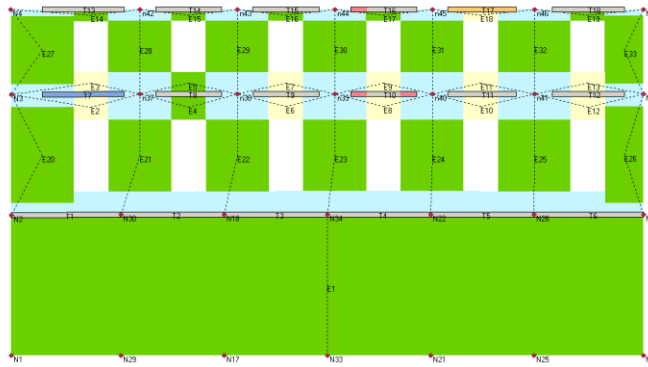 N4 T13 n42 T14 n43 T15 n44 T16 n45 T17 n46 T18 N
E14 E15 E16 E17 E18 E19
E27 E28 E29 E30 E31 E32 E33
E3 E7 E9 E11 E13
N3 T7 n37 T8 n38 T9 n39 T10 n40 T11 n41 T12 N
E2 E4 E6 E8 E10 E12
E20 E21 E22 E23 E24 E25 E26
N2 T1 N30 T2 N18 T3 N34 T4 N22 T5 N26 T6 N
E1
N1 N29 N17 N33 N21 N25 N